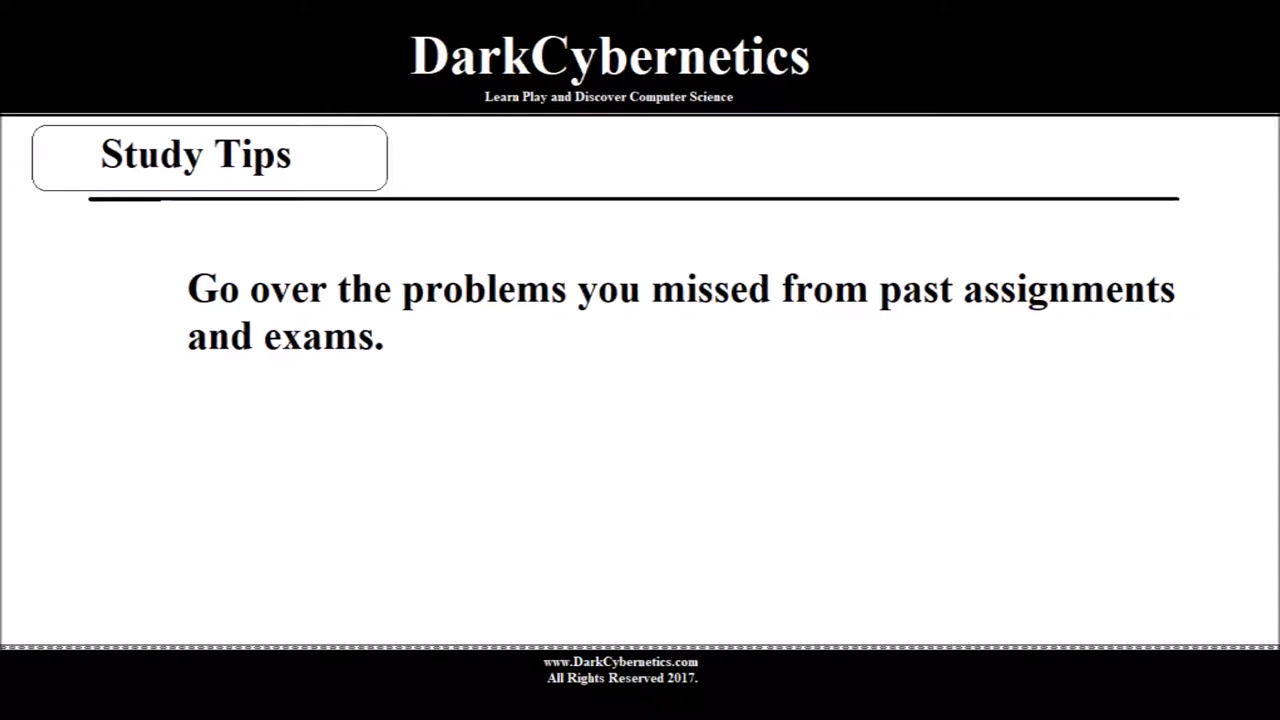 DarkCybernetics
Learn Play and Discover Computer Science
Study Tips
Go over the problems you missed from past assignments
and exams.
www.DarkCybernetics.com
All Rights Reserved 2017.